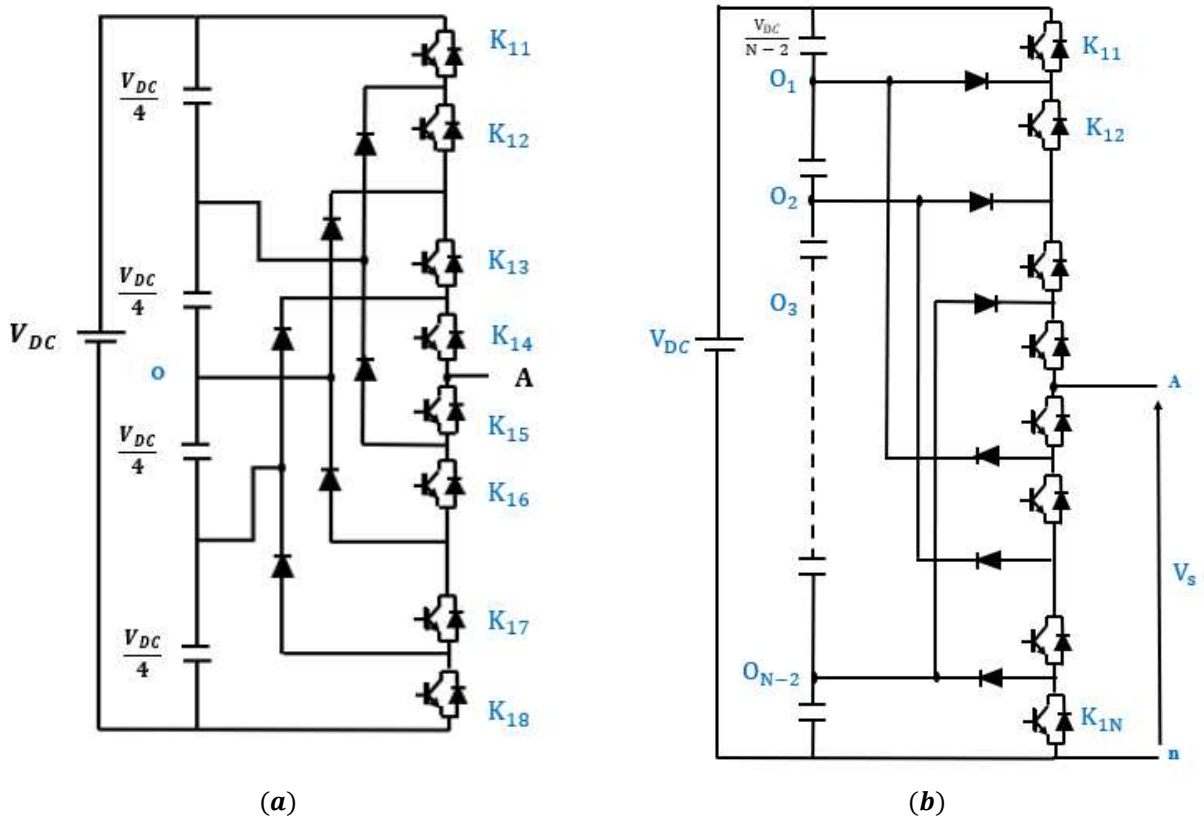 K₁₁
V_DC/4
K₁₂
K₁₃
V_DC/4
K₁₄
V_DC
o
A
K₁₅
V_DC/4
K₁₆
K₁₇
V_DC/4
K₁₈
(a)
V_DC/N−2
K₁₁
O₁
K₁₂
O₂
O₃
V_DC
A
V_s
O_N−2
K₁N
n
(b)